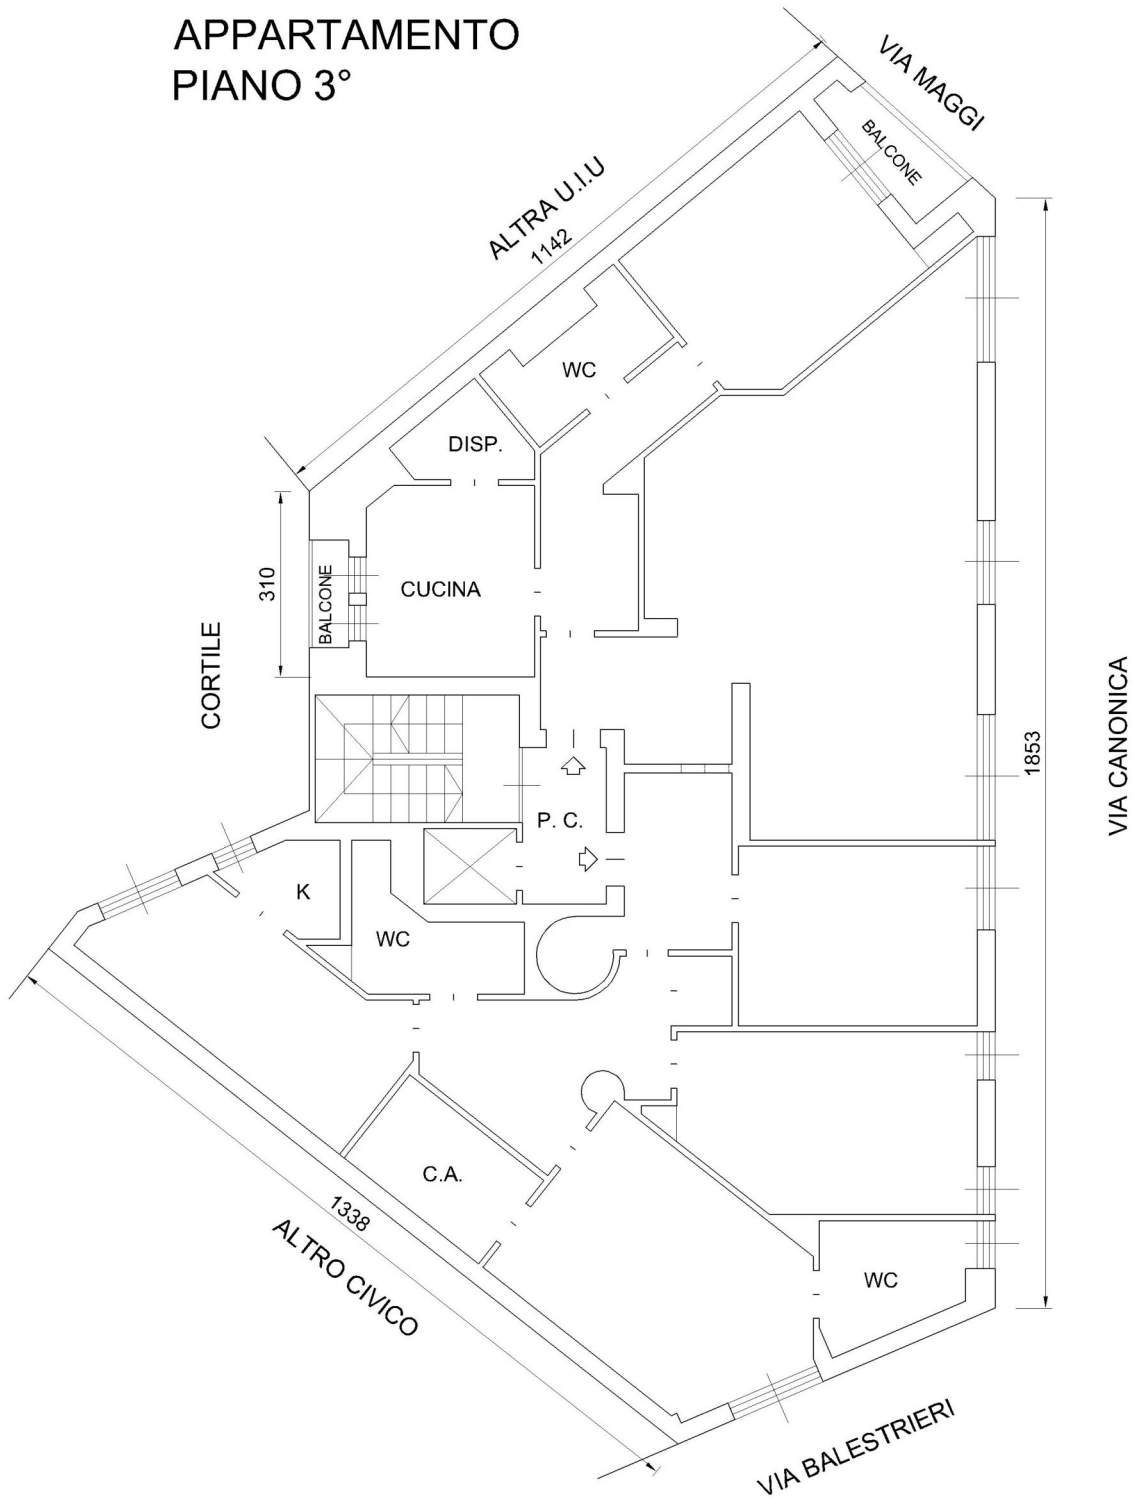 APPARTAMENTO
PIANO 3°
VIA MAGGI
BALCONE
ALTRA U.I.U
1142
WC
DISP.
CUCINA
BALCONE
310
CORTILE
VIA CANONICA
1853
P. C.
K
WC
C.A.
1338
ALTRO CIVICO
WC
VIA BALESTRIERI